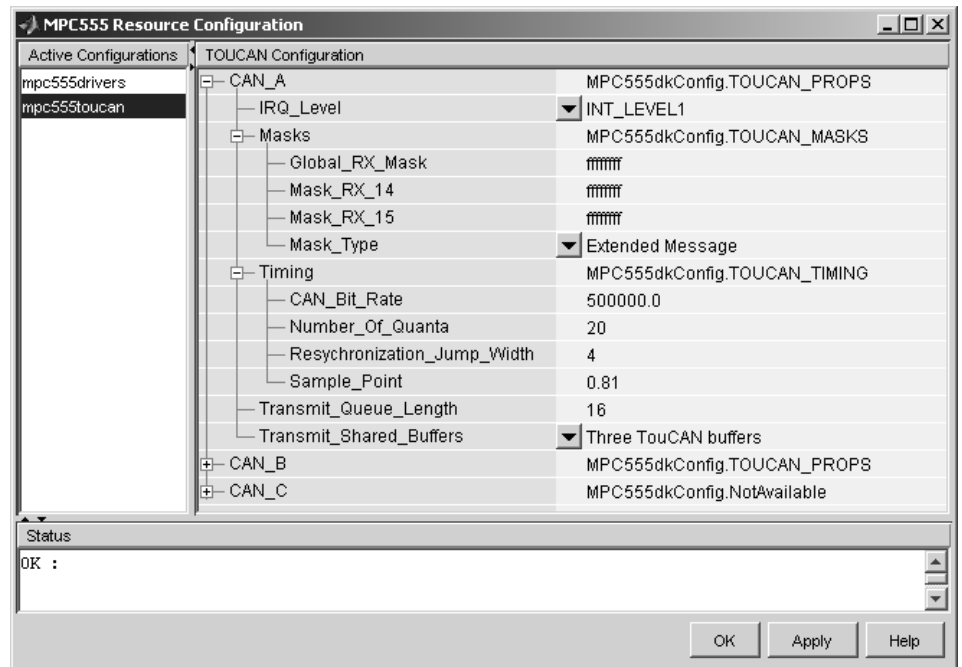 MPC555 Resource Configuration
Active Configurations
mpc555drivers
mpc555toucan
TOUCAN Configuration
CAN_A MPC555dkConfig.TOUCAN_PROPS
IRQ_Level INT_LEVEL1
Masks MPC555dkConfig.TOUCAN_MASKS
Global_RX_Mask ffffffff
Mask_RX_14 ffffffff
Mask_RX_15 ffffffff
Mask_Type Extended Message
Timing MPC555dkConfig.TOUCAN_TIMING
CAN_Bit_Rate 500000.0
Number_Of_Quanta 20
Resychronization_Jump_Width 4
Sample_Point 0.81
Transmit_Queue_Length 16
Transmit_Shared_Buffers Three TouCAN buffers
CAN_B MPC555dkConfig.TOUCAN_PROPS
CAN_C MPC555dkConfig.NotAvailable
Status
OK :
OK Apply Help